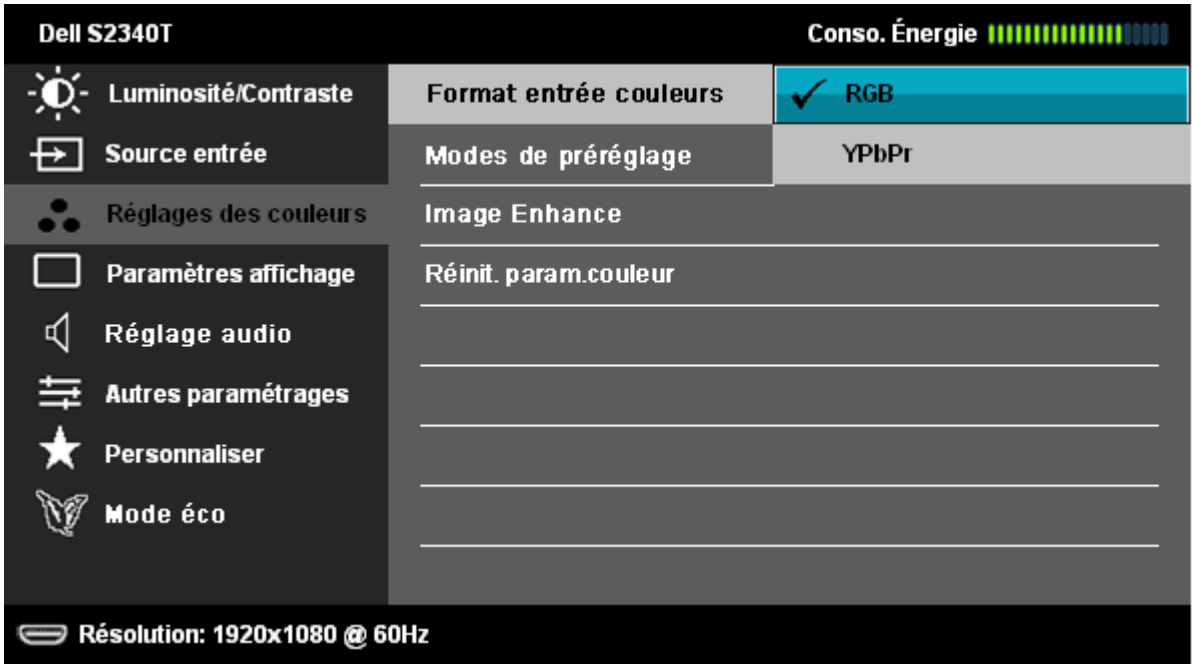 Dell S2340T
Conso. Énergie
Luminosité/Contraste
Format entrée couleurs
RGB
Source entrée
Modes de préréglage
YPbPr
Réglages des couleurs
Image Enhance
Paramètres affichage
Réinit. param.couleur
Réglage audio
Autres paramétrages
Personnaliser
Mode éco
Résolution: 1920x1080 @ 60Hz